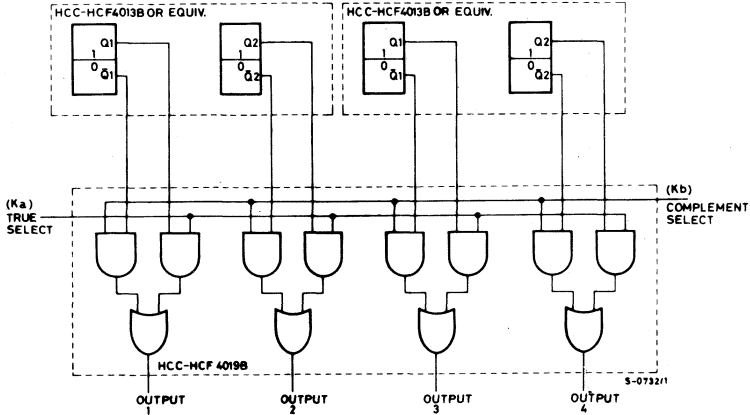 HCC-HCF4013B OR EQUIV.
HCC-HCF4013B OR EQUIV.
Q1
1
0
Q̄1
Q2
1
0
Q̄2
Q1
1
0
Q̄1
Q2
1
0
Q̄2
(Ka)
TRUE
SELECT
(Kb)
COMPLEMENT
SELECT
HCC-HCF 4019B
S-0732/1
OUTPUT
1
OUTPUT
2
OUTPUT
3
OUTPUT
4